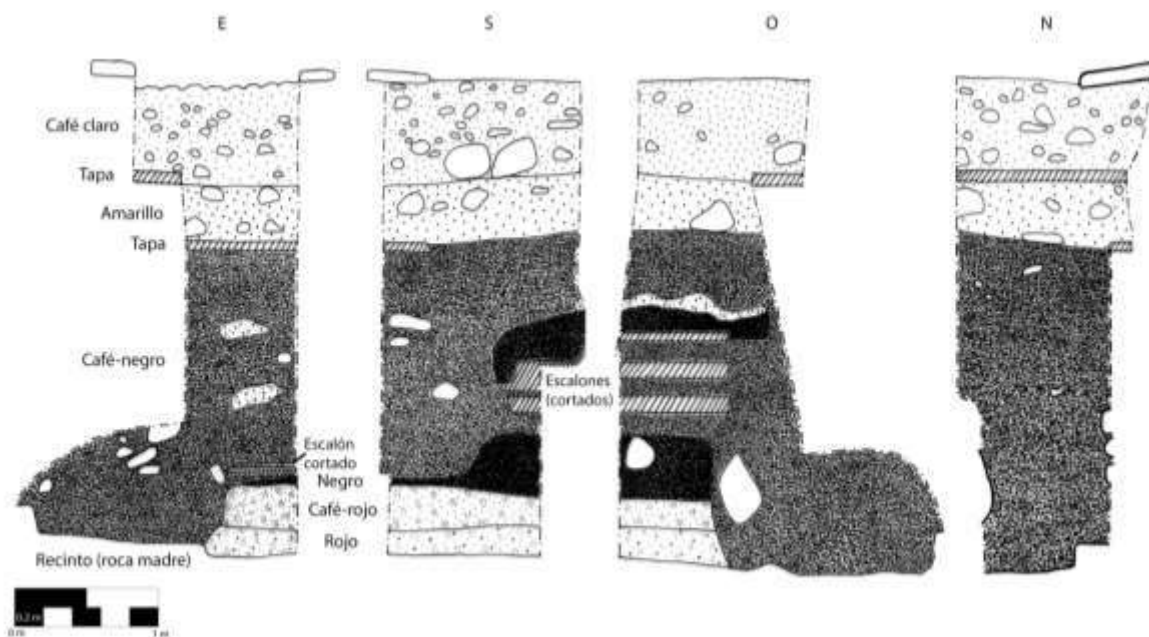 E S O N
Café claro
Tapa
Amarillo
Tapa
Café-negro
Escalones
(cortados)
Escalón
cortado
Negro
Café-rojo
Rojo
Recinto (roca madre)
0.2 m
0 m 1 m